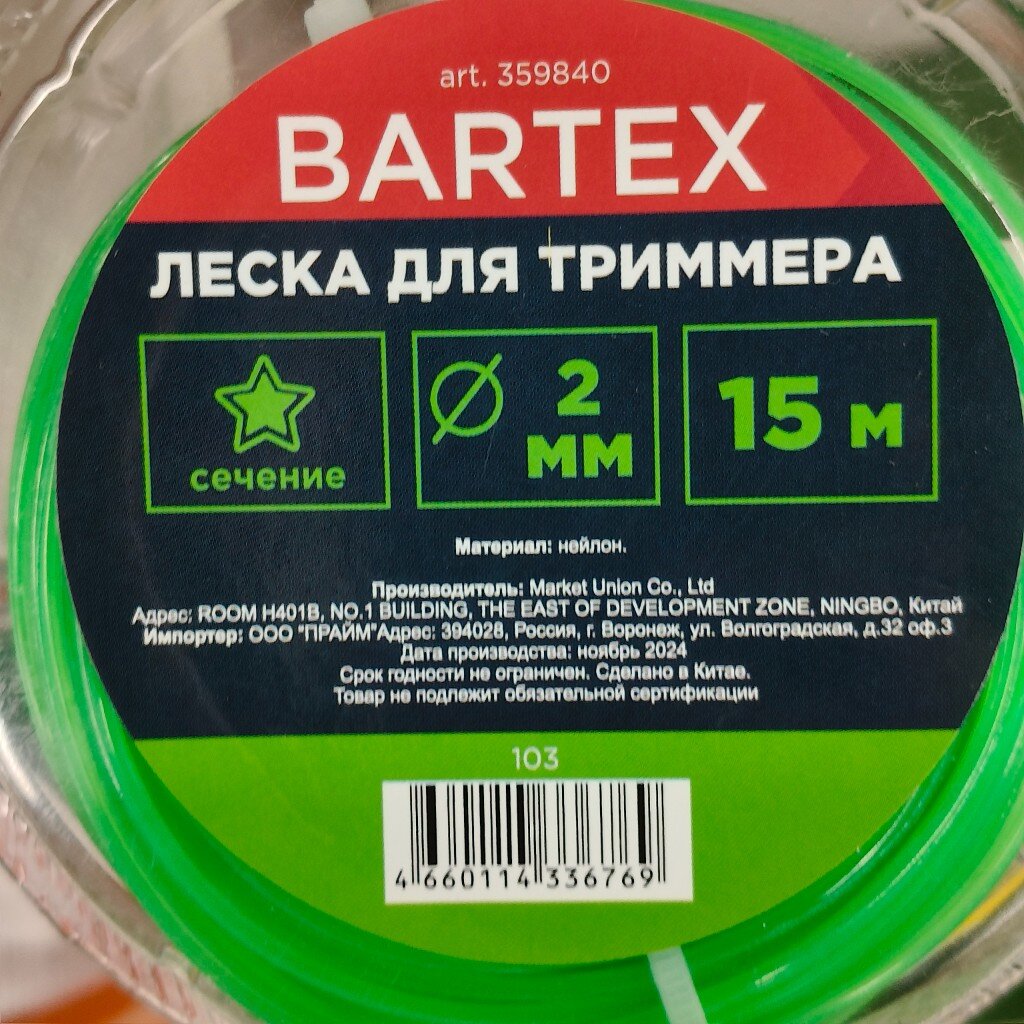 art. 359840
BARTEX
ЛЕСКА ДЛЯ ТРИММЕРА
сечение
Ø 2 мм
15 м
Материал: нейлон.
Производитель: Market Union Co., Ltd
Адрес: ROOM H401B, NO.1 BUILDING, THE EAST OF DEVELOPMENT ZONE, NINGBO, Китай
Импортер: ООО "ПРАЙМ"Адрес: 394028, Россия, г. Воронеж, ул. Волгоградская, д.32 оф.3
Дата производства: ноябрь 2024
Срок годности не ограничен. Сделано в Китае.
Товар не подлежит обязательной сертификации
103
4 660114 336769